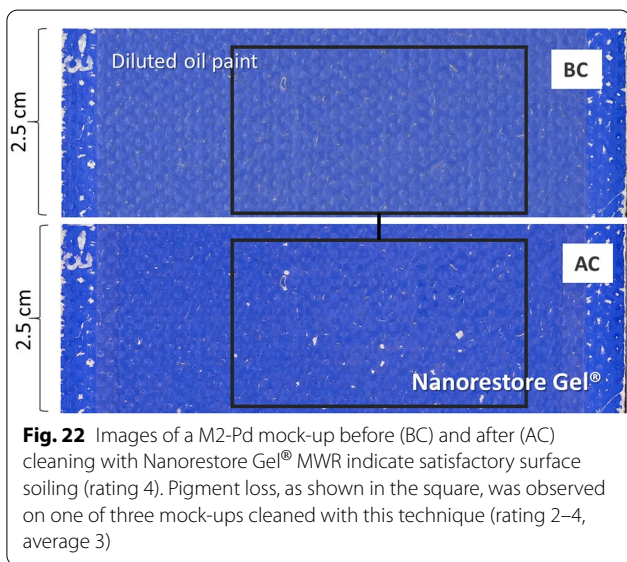 Diluted oil paint
BC
2.5 cm
AC
2.5 cm
Nanorestore Gel®
Fig. 22 Images of a M2-Pd mock-up before (BC) and after (AC)
cleaning with Nanorestore Gel® MWR indicate satisfactory surface
soiling (rating 4). Pigment loss, as shown in the square, was observed
on one of three mock-ups cleaned with this technique (rating 2–4,
average 3)